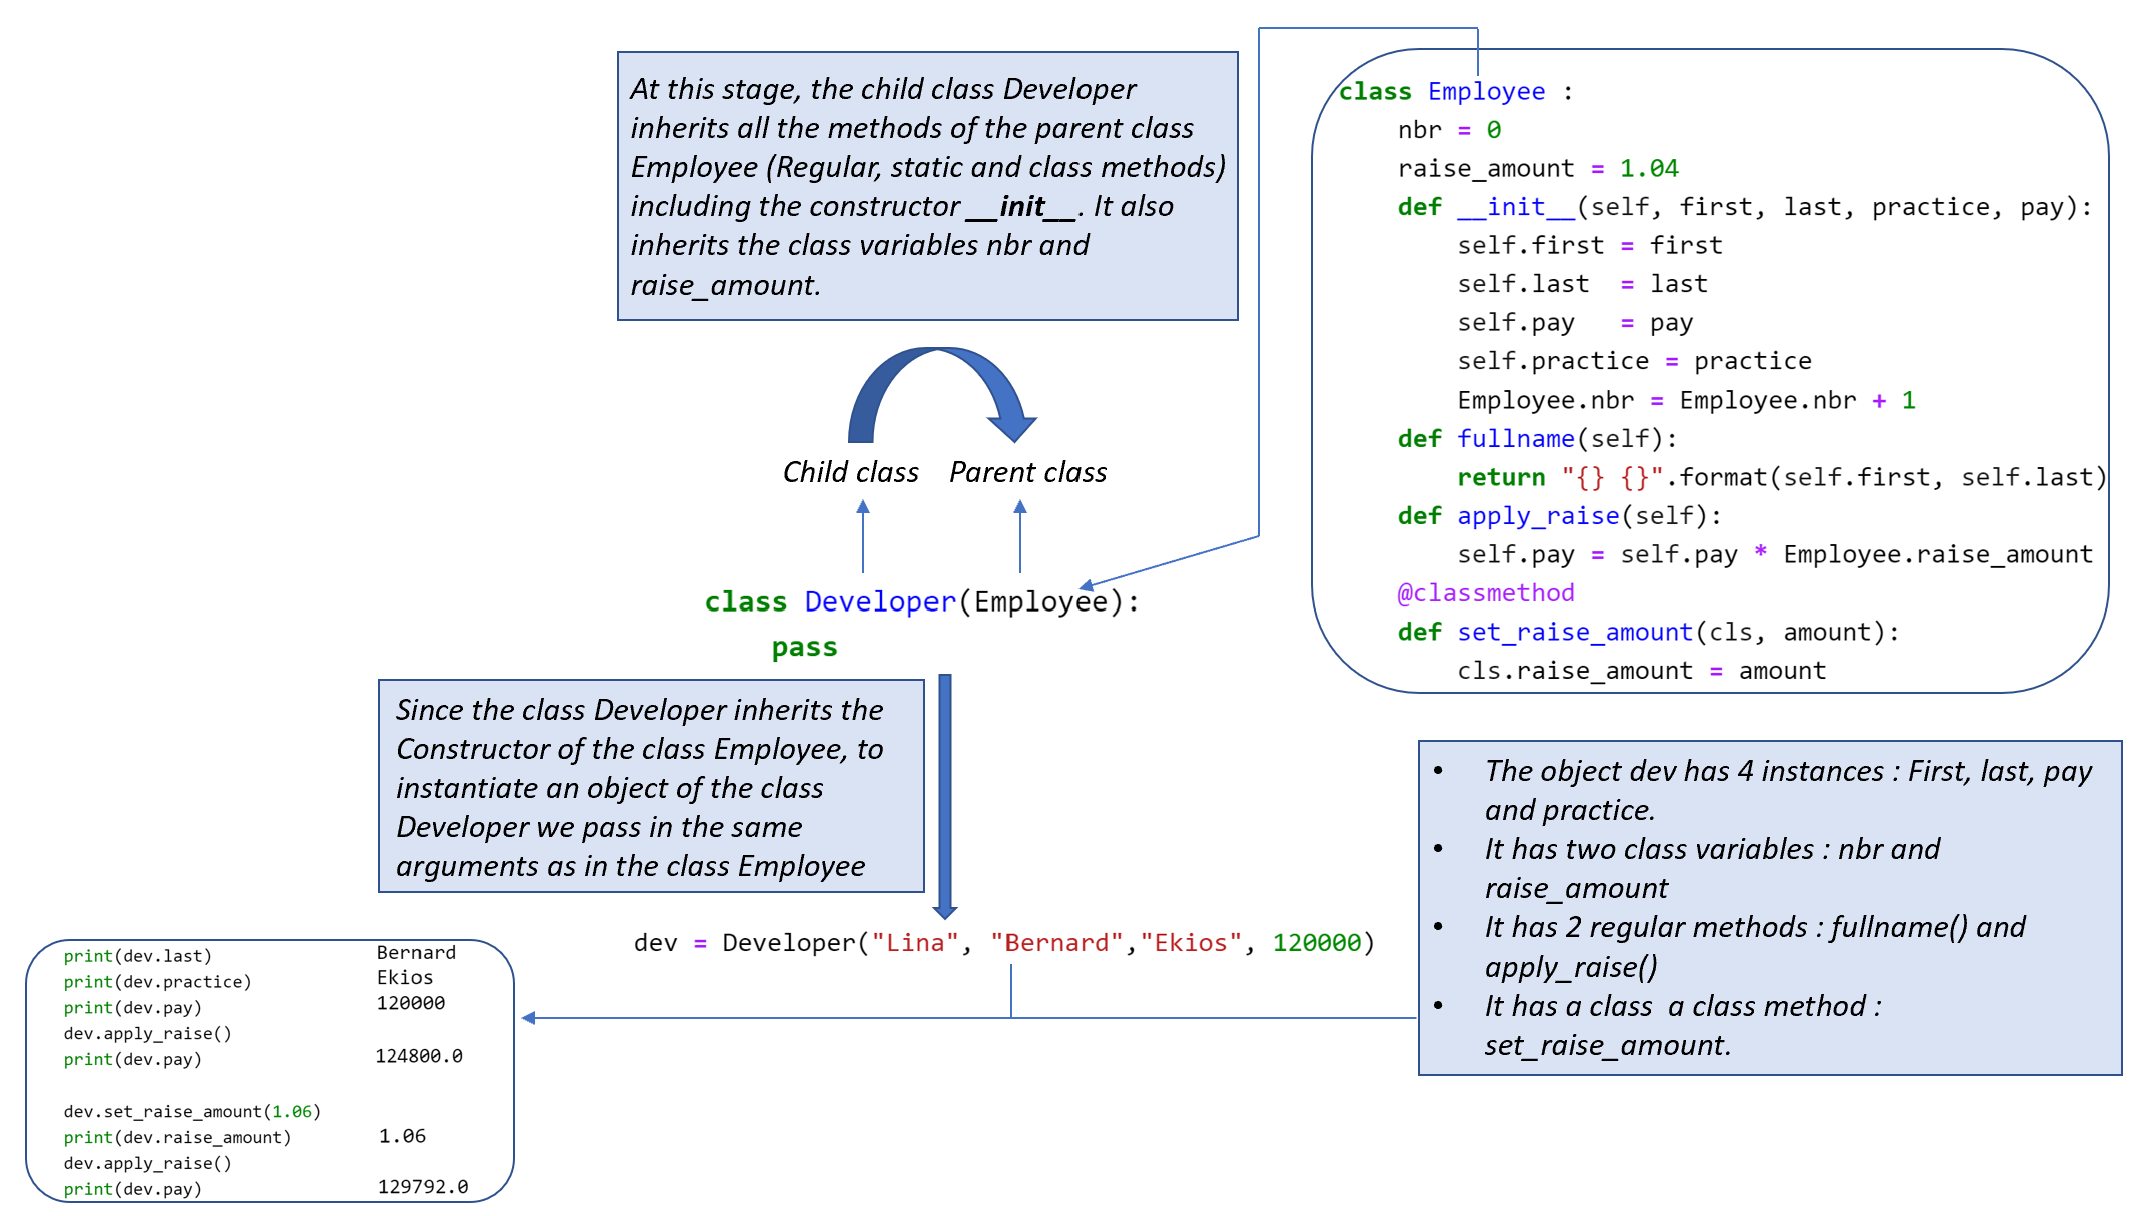 At this stage, the child class Developer
inherits all the methods of the parent class
Employee (Regular, static and class methods)
including the constructor __init__. It also
inherits the class variables nbr and
raise_amount.
class Employee :
    nbr = 0
    raise_amount = 1.04
    def __init__(self, first, last, practice, pay):
        self.first = first
        self.last  = last
        self.pay   = pay
        self.practice = practice
        Employee.nbr = Employee.nbr + 1
    def fullname(self):
        return "{} {}".format(self.first, self.last)
    def apply_raise(self):
        self.pay = self.pay * Employee.raise_amount
    @classmethod
    def set_raise_amount(cls, amount):
        cls.raise_amount = amount
Child class Parent class
class Developer(Employee):
    pass
Since the class Developer inherits the
Constructor of the class Employee, to
instantiate an object of the class
Developer we pass in the same
arguments as in the class Employee
• The object dev has 4 instances : First, last, pay
and practice.
• It has two class variables : nbr and
raise_amount
• It has 2 regular methods : fullname() and
apply_raise()
• It has a class  a class method :
set_raise_amount.
dev = Developer("Lina", "Bernard","Ekios", 120000)
print(dev.last) Bernard
print(dev.practice) Ekios
print(dev.pay) 120000
dev.apply_raise()
print(dev.pay) 124800.0
dev.set_raise_amount(1.06)
print(dev.raise_amount) 1.06
dev.apply_raise()
print(dev.pay) 129792.0